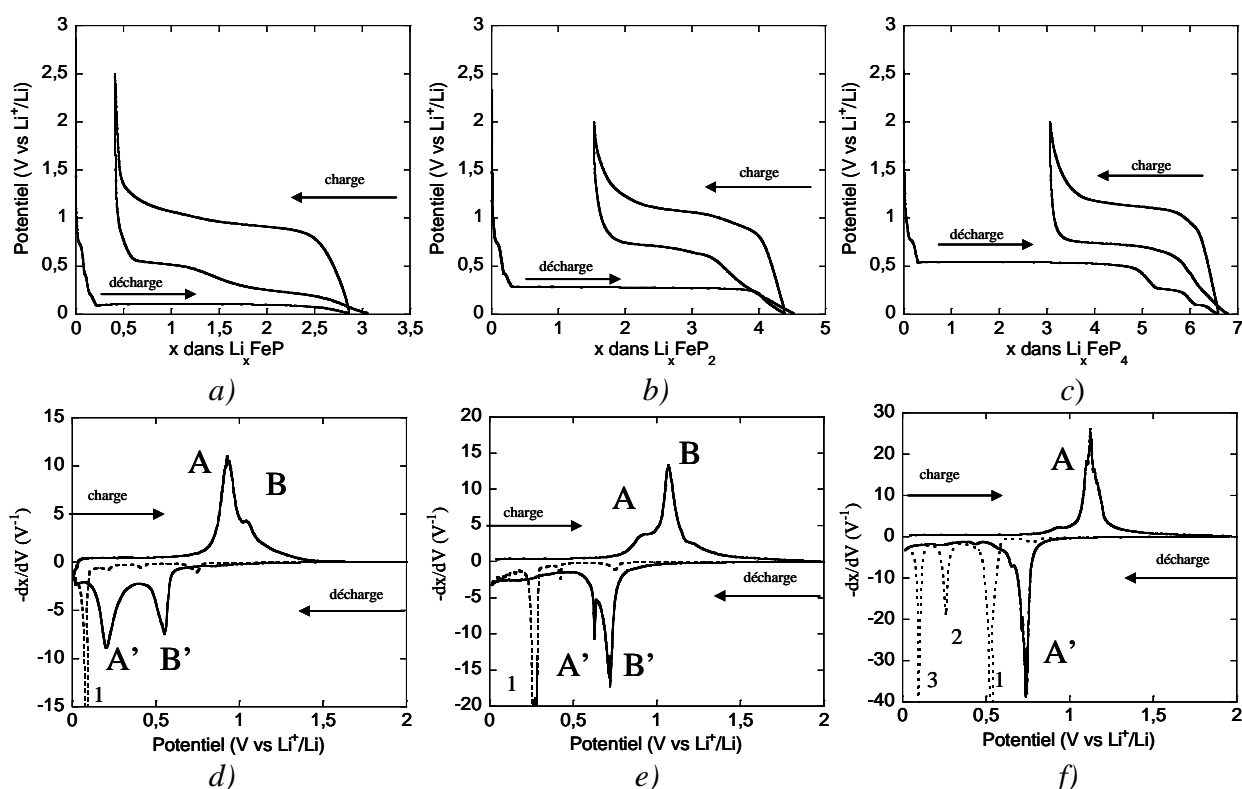 3
2,5
2
1,5
1
0,5
0
Potentiel (V vs Li⁺/Li)
charge
décharge
0 0,5 1 1,5 2 2,5 3 3,5
x dans LiₓFeP
a)
3
2,5
2
1,5
1
0,5
0
Potentiel (V vs Li⁺/Li)
charge
décharge
0 1 2 3 4 5
x dans LiₓFeP₂
b)
3
2,5
2
1,5
1
0,5
0
Potentiel (V vs Li⁺/Li)
charge
décharge
0 1 2 3 4 5 6 7
x dans LiₓFeP₄
c)
15
10
5
0
-5
-10
-15
-dx/dV (V⁻¹)
A
B
charge
décharge
A'
B'
1
0 0,5 1 1,5 2
Potentiel (V vs Li⁺/Li)
d)
20
15
10
5
0
-5
-10
-15
-20
-dx/dV (V⁻¹)
B
A
charge
décharge
A'
B'
1
0 0,5 1 1,5 2
Potentiel (V vs Li⁺/Li)
e)
30
20
10
0
-10
-20
-30
-40
-dx/dV (V⁻¹)
A
charge
décharge
A'
3
2
1
0 0,5 1 1,5 2
Potentiel (V vs Li⁺/Li)
f)